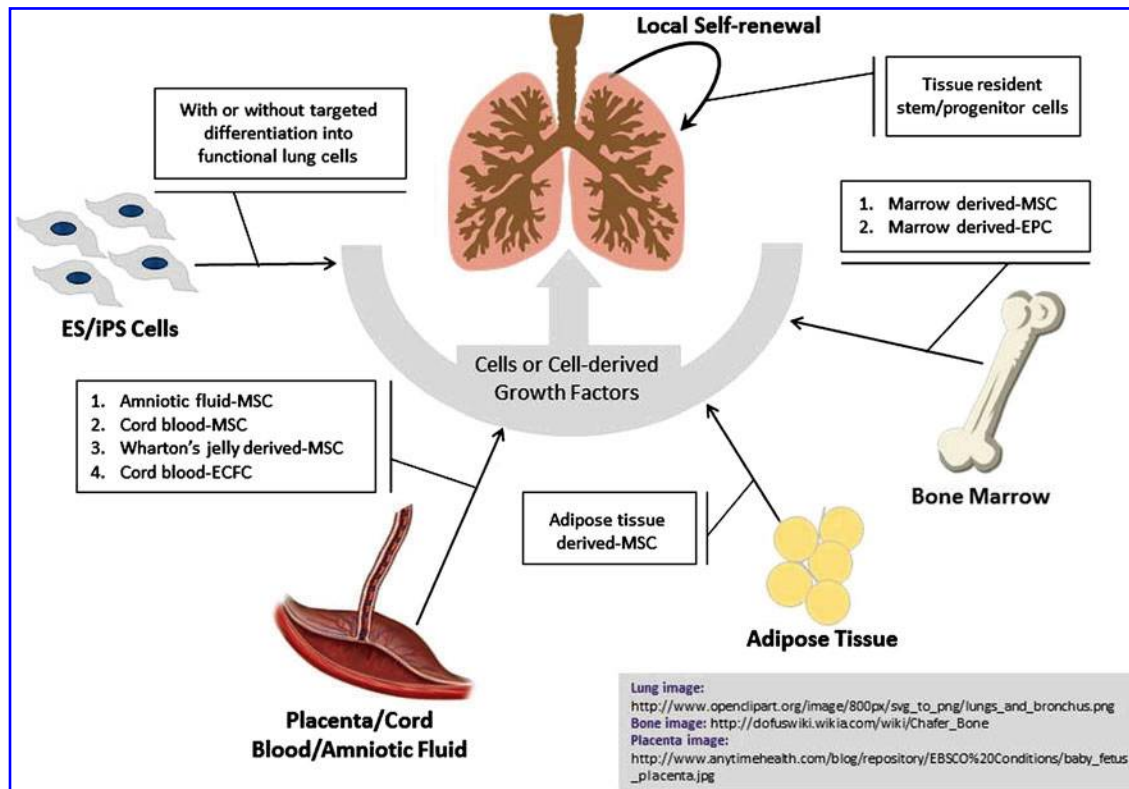 Local Self-renewal
Tissue resident
stem/progenitor cells
With or without targeted
differentiation into
functional lung cells
1. Marrow derived-MSC
2. Marrow derived-EPC
ES/iPS Cells
Cells or Cell-derived
Growth Factors
1. Amniotic fluid-MSC
2. Cord blood-MSC
3. Wharton's jelly derived-MSC
4. Cord blood-ECFC
Bone Marrow
Adipose tissue
derived-MSC
Adipose Tissue
Placenta/Cord
Blood/Amniotic Fluid
Lung image:
http://www.openclipart.org/image/800px/svg_to_png/lungs_and_bronchus.png
Bone image: http://dofuswiki.wikia.com/wiki/Chafer_Bone
Placenta image:
http://www.anytimehealth.com/blog/repository/EBSCO%20Conditions/baby_fetus
_placenta.jpg